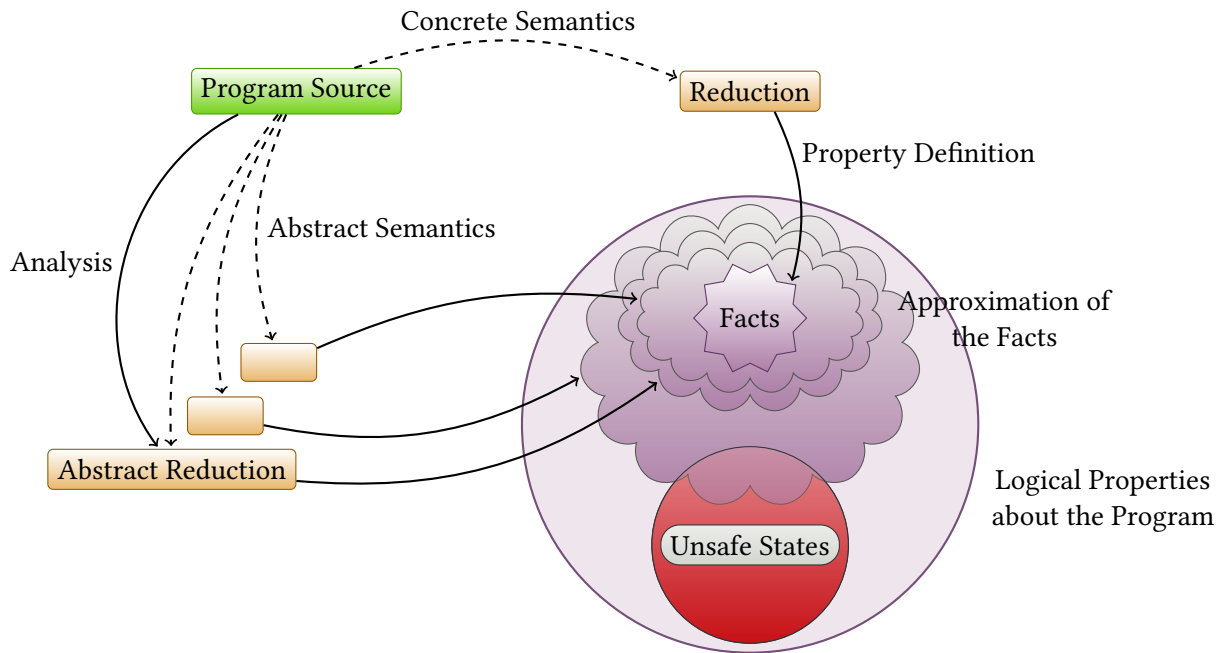 Concrete Semantics
Program Source
Reduction
Property Definition
Abstract Semantics
Analysis
Facts
Approximation of
the Facts
Abstract Reduction
Logical Properties
about the Program
Unsafe States